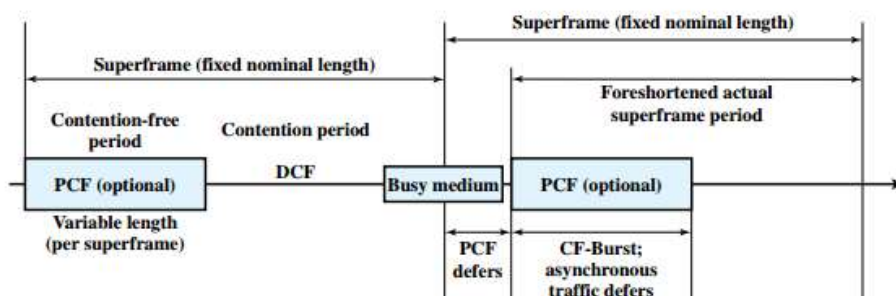 Superframe (fixed nominal length)
Superframe (fixed nominal length)
Foreshortened actual
superframe period
Contention-free
period
Contention period
PCF (optional)
DCF
Busy medium
PCF (optional)
Variable length
(per superframe)
PCF
defers
CF-Burst;
asynchronous
traffic defers